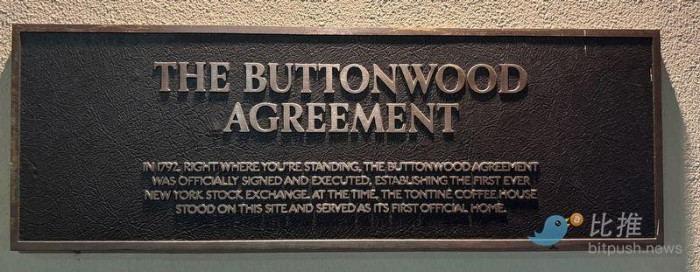 THE BUTTONWOOD
AGREEMENT
IN 1792, RIGHT WHERE YOU'RE STANDING, THE BUTTONWOOD AGREEMENT
WAS OFFICIALLY SIGNED AND EXECUTED, ESTABLISHING THE FIRST EVER
NEW YORK STOCK EXCHANGE. AT THE TIME, THE TONTINE COFFEE HOUSE
STOOD ON THIS SITE AND SERVED AS ITS FIRST OFFICIAL HOME.
比推
bitpush.news